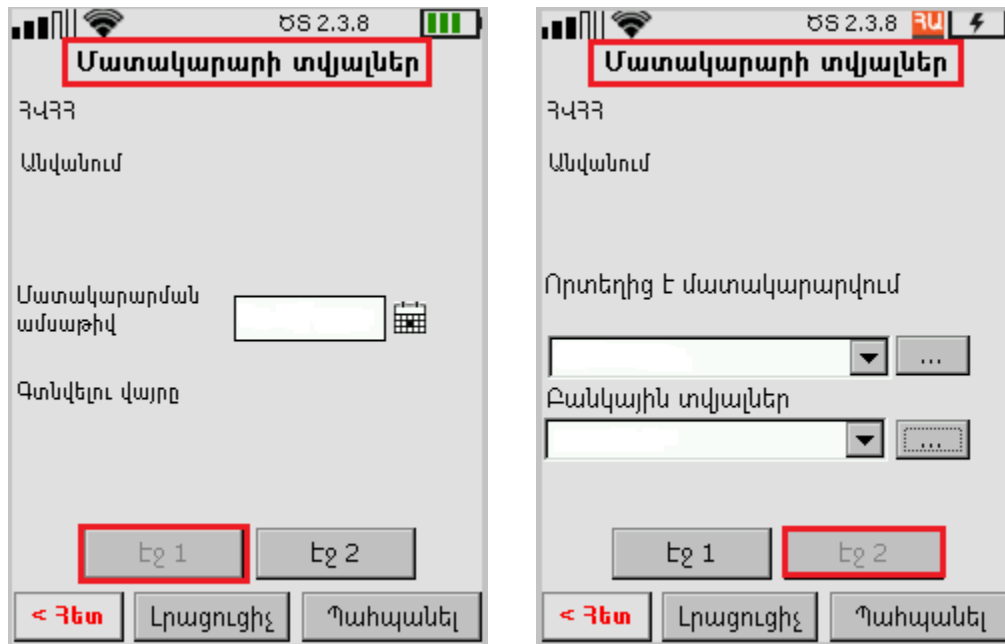 ԾՏ 2.3.8
Մատակարարի տվյալներ
ՀՎՀՀ
Անվանում
Մատակարարման
ամսաթիվ
Գտնվելու վայրը
Էջ 1
Էջ 2
< Հետ
Լրացուցիչ
Պահպանել
ԾՏ 2.3.8
ՀԱ
Մատակարարի տվյալներ
ՀՎՀՀ
Անվանում
Որտեղից է մատակարարվում
...
Բանկային տվյալներ
...
Էջ 1
Էջ 2
< Հետ
Լրացուցիչ
Պահպանել